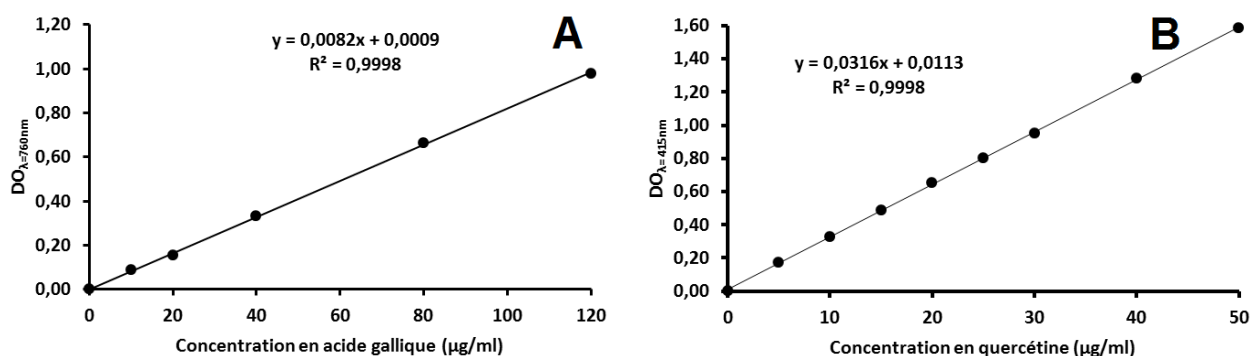 A
y = 0,0082x + 0,0009
R² = 0,9998
DOλ=760nm
1,20
1,00
0,80
0,60
0,40
0,20
0,00
0 20 40 60 80 100 120
Concentration en acide gallique (µg/ml)
B
y = 0,0316x + 0,0113
R² = 0,9998
DOλ=415nm
1,60
1,40
1,20
1,00
0,80
0,60
0,40
0,20
0,00
0 10 20 30 40 50
Concentration en quercétine (µg/ml)